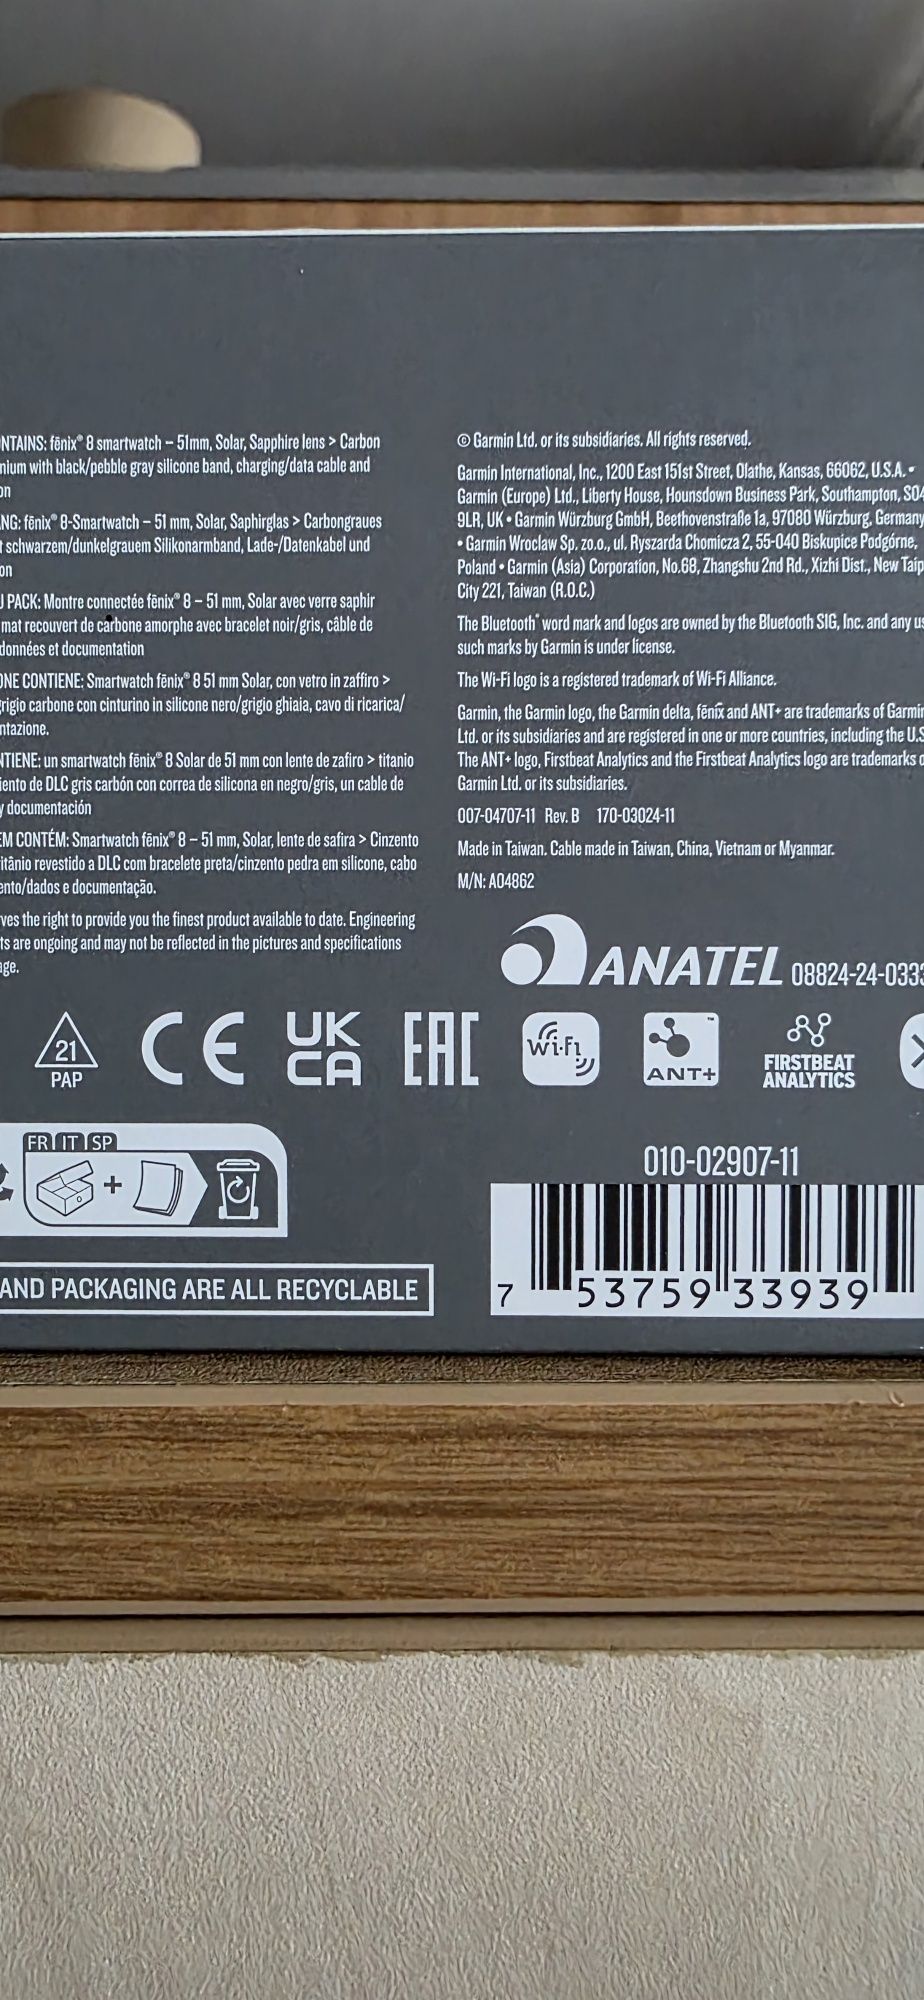 NTAINS: fēnix® 8 smartwatch – 51mm, Solar, Sapphire lens > Carbon
nium with black/pebble gray silicone band, charging/data cable and
on
ANG: fēnix® 8-Smartwatch – 51 mm, Solar, Saphirglas > Carbongraues
t schwarzem/dunkelgrauem Silikonarmband, Lade-/Datenkabel und
on
U PACK: Montre connectée fēnix® 8 – 51 mm, Solar avec verre saphir
mat recouvert de carbone amorphe avec bracelet noir/gris, câble de
données et documentation
ONE CONTIENE: Smartwatch fēnix® 8 51 mm Solar, con vetro in zaffiro >
grigio carbone con cinturino in silicone nero/grigio ghiaia, cavo di ricarica/
ntazione.
NTIENE: un smartwatch fēnix® 8 Solar de 51 mm con lente de zafiro > titanio
iento de DLC gris carbón con correa de silicona en negro/gris, un cable de
y documentación
EM CONTÉM: Smartwatch fēnix® 8 – 51 mm, Solar, lente de safira > Cinzento
itânio revestido a DLC com bracelete preta/cinzento pedra em silicone, cabo
ento/dados e documentação.
ves the right to provide you the finest product available to date. Engineering
ts are ongoing and may not be reflected in the pictures and specifications
age.
© Garmin Ltd. or its subsidiaries. All rights reserved.
Garmin International, Inc., 1200 East 151st Street, Olathe, Kansas, 66062, U.S.A. •
Garmin (Europe) Ltd., Liberty House, Hounsdown Business Park, Southampton, SO4
9LR, UK • Garmin Würzburg GmbH, Beethovenstraße 1a, 97080 Würzburg, Germany
• Garmin Wroclaw Sp. zo.o., ul. Ryszarda Chomicza 2, 55-040 Biskupice Podgórne,
Poland • Garmin (Asia) Corporation, No.68, Zhangshu 2nd Rd., Xizhi Dist., New Taip
City 221, Taiwan (R.O.C.)
The Bluetooth® word mark and logos are owned by the Bluetooth SIG, Inc. and any us
such marks by Garmin is under license.
The Wi-Fi logo is a registered trademark of Wi-Fi Alliance.
Garmin, the Garmin logo, the Garmin delta, fēnix and ANT+ are trademarks of Garmin
Ltd. or its subsidiaries and are registered in one or more countries, including the U.S
The ANT+ logo, Firstbeat Analytics and the Firstbeat Analytics logo are trademarks o
Garmin Ltd. or its subsidiaries.
007-04707-11 Rev. B 170-03024-11
Made in Taiwan. Cable made in Taiwan, China, Vietnam or Myanmar.
M/N: A04862
ANATEL 08824-24-0333
21
PAP
CE
UK
CA
EAC
Wi-Fi
ANT+™
FIRSTBEAT
ANALYTICS
FR IT SP
+
AND PACKAGING ARE ALL RECYCLABLE
010-02907-11
7 53759 33939